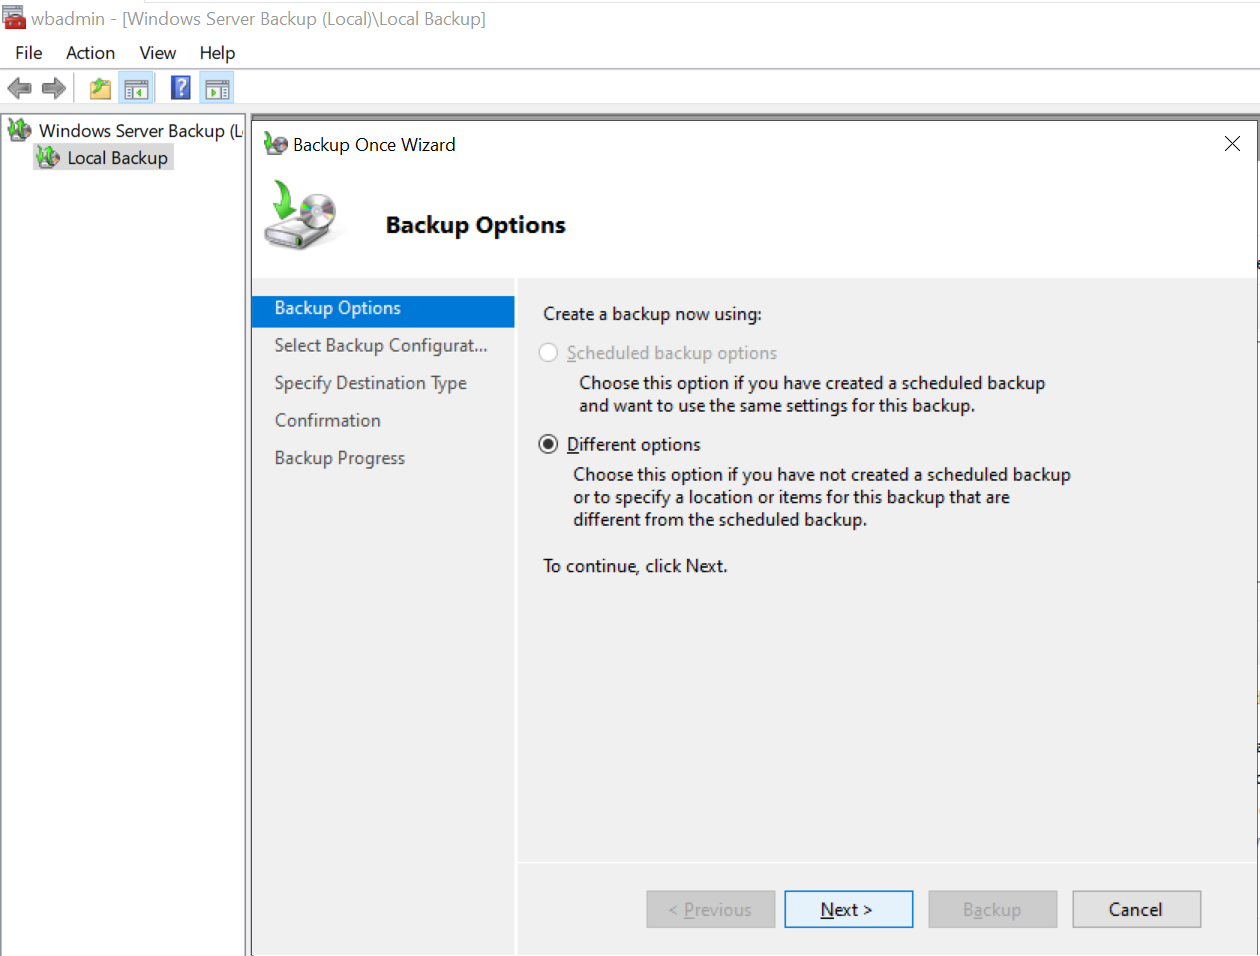 wbadmin - [Windows Server Backup (Local)\Local Backup]
File Action View Help
Windows Server Backup (L
Local Backup
Backup Once Wizard
Backup Options
Backup Options
Select Backup Configurat...
Specify Destination Type
Confirmation
Backup Progress
Create a backup now using:
Scheduled backup options
Choose this option if you have created a scheduled backup
and want to use the same settings for this backup.
Different options
Choose this option if you have not created a scheduled backup
or to specify a location or items for this backup that are
different from the scheduled backup.
To continue, click Next.
< Previous Next > Backup Cancel